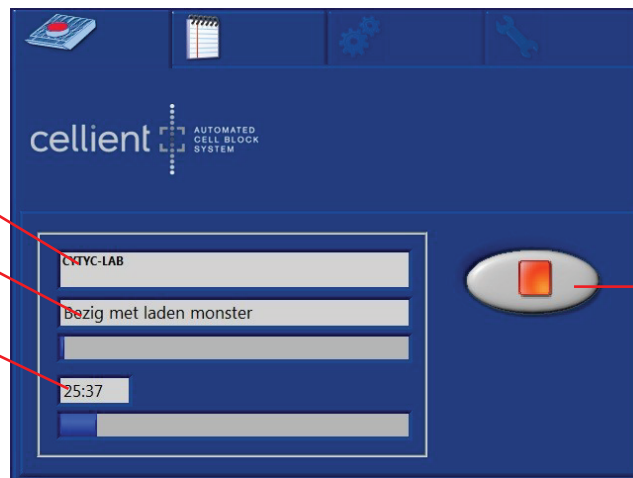 cellient
AUTOMATED
CELL BLOCK
SYSTEM
CYTYC-LAB
Bezig met laden monster
25:37